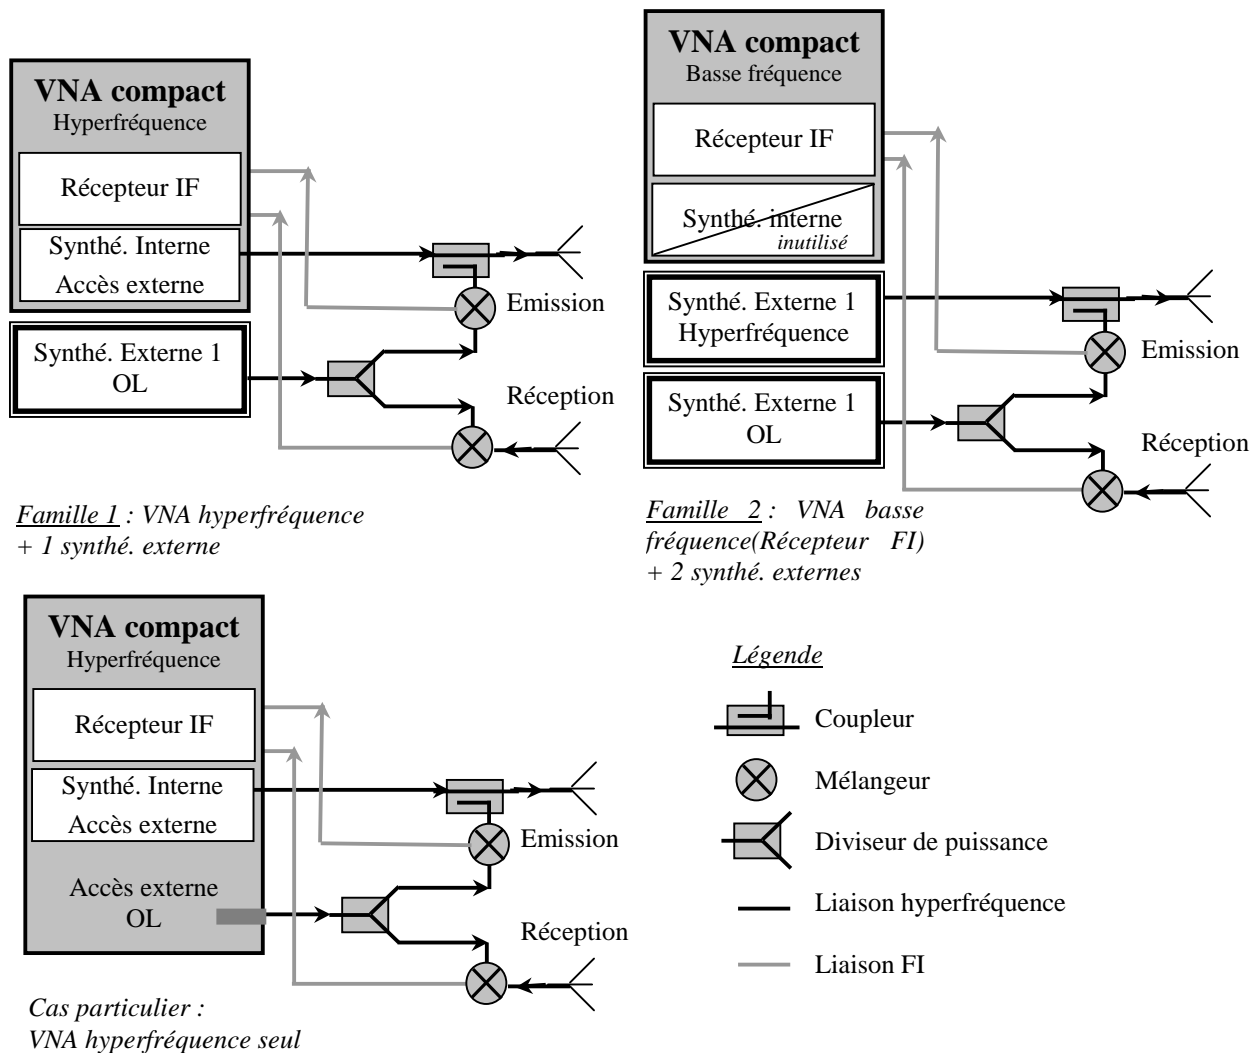 VNA compact
Hyperfréquence
Récepteur IF
Synthé. Interne
Accès externe
Synthé. Externe 1
OL
Emission
Réception
Famille 1 : VNA hyperfréquence
+ 1 synthé. externe
VNA compact
Basse fréquence
Récepteur IF
Synthé. interne
inutilisé
Synthé. Externe 1
Hyperfréquence
Synthé. Externe 1
OL
Emission
Réception
Famille 2 : VNA basse
fréquence(Récepteur FI)
+ 2 synthé. externes
VNA compact
Hyperfréquence
Récepteur IF
Synthé. Interne
Accès externe
Accès externe
OL
Emission
Réception
Cas particulier :
VNA hyperfréquence seul
Légende
Coupleur
Mélangeur
Diviseur de puissance
Liaison hyperfréquence
Liaison FI